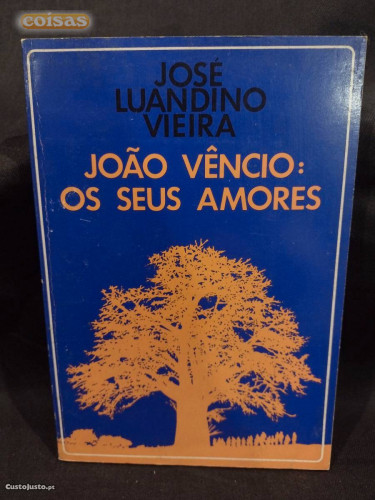 coisas
JOSÉ
LUANDINO
VIEIRA
JOÃO VÊNCIO:
OS SEUS AMORES
CustoJusto.pt